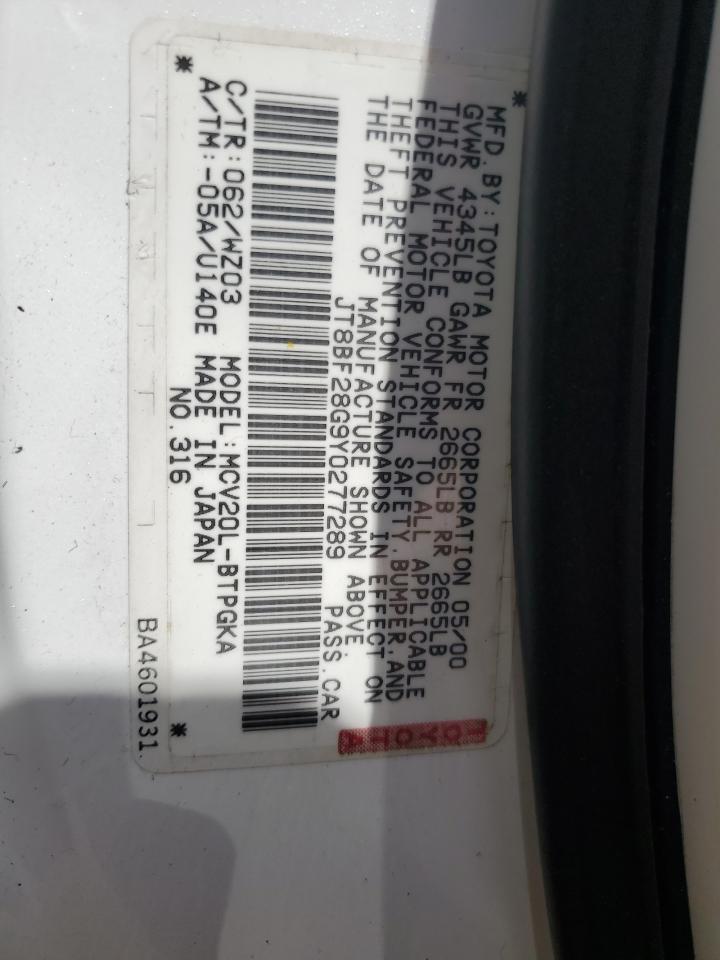 MFD. BY: TOYOTA MOTOR CORPORATION 05/00
GVWR 4345LB GAWR FR 2665LB RR 2665LB
THIS VEHICLE CONFORMS TO ALL APPLICABLE
FEDERAL MOTOR VEHICLE SAFETY. BUMPER. AND
THEFT PREVENTION STANDARDS IN EFFECT ON
THE DATE OF MANUFACTURE SHOWN ABOVE.
JT8BF28G9Y0277289 PASS. CAR
C/TR: 062/WZ03 MODEL: MCV20L-BTPGKA
A/TM: -05A/U140E MADE IN JAPAN
NO. 316
BA4601931.
TOYOTA